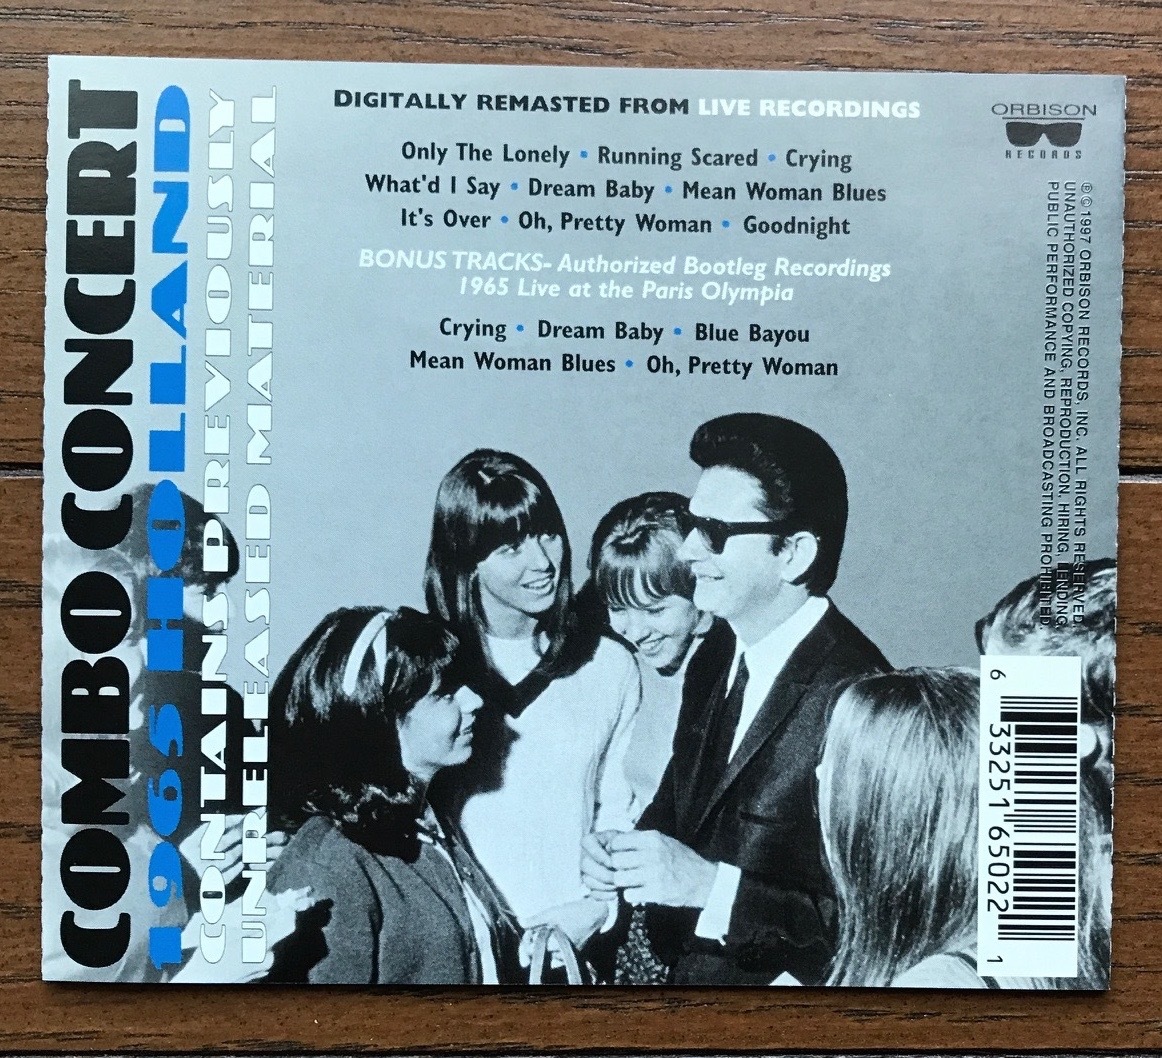 COMBO CONCERT
1965 HOLLAND
CONTAINS PREVIOUSLY
UNRELEASED MATERIAL
DIGITALLY REMASTED FROM LIVE RECORDINGS
Only The Lonely • Running Scared • Crying
What'd I Say • Dream Baby • Mean Woman Blues
It's Over • Oh, Pretty Woman • Goodnight
BONUS TRACKS- Authorized Bootleg Recordings
1965 Live at the Paris Olympia
Crying • Dream Baby • Blue Bayou
Mean Woman Blues • Oh, Pretty Woman
ORBISON
RECORDS
℗©1997 ORBISON RECORDS, INC. ALL RIGHTS RESERVED.
UNAUTHORIZED COPYING, REPRODUCTION, HIRING, LENDING,
PUBLIC PERFORMANCE AND BROADCASTING PROHIBITED.
6 33251 65022 1